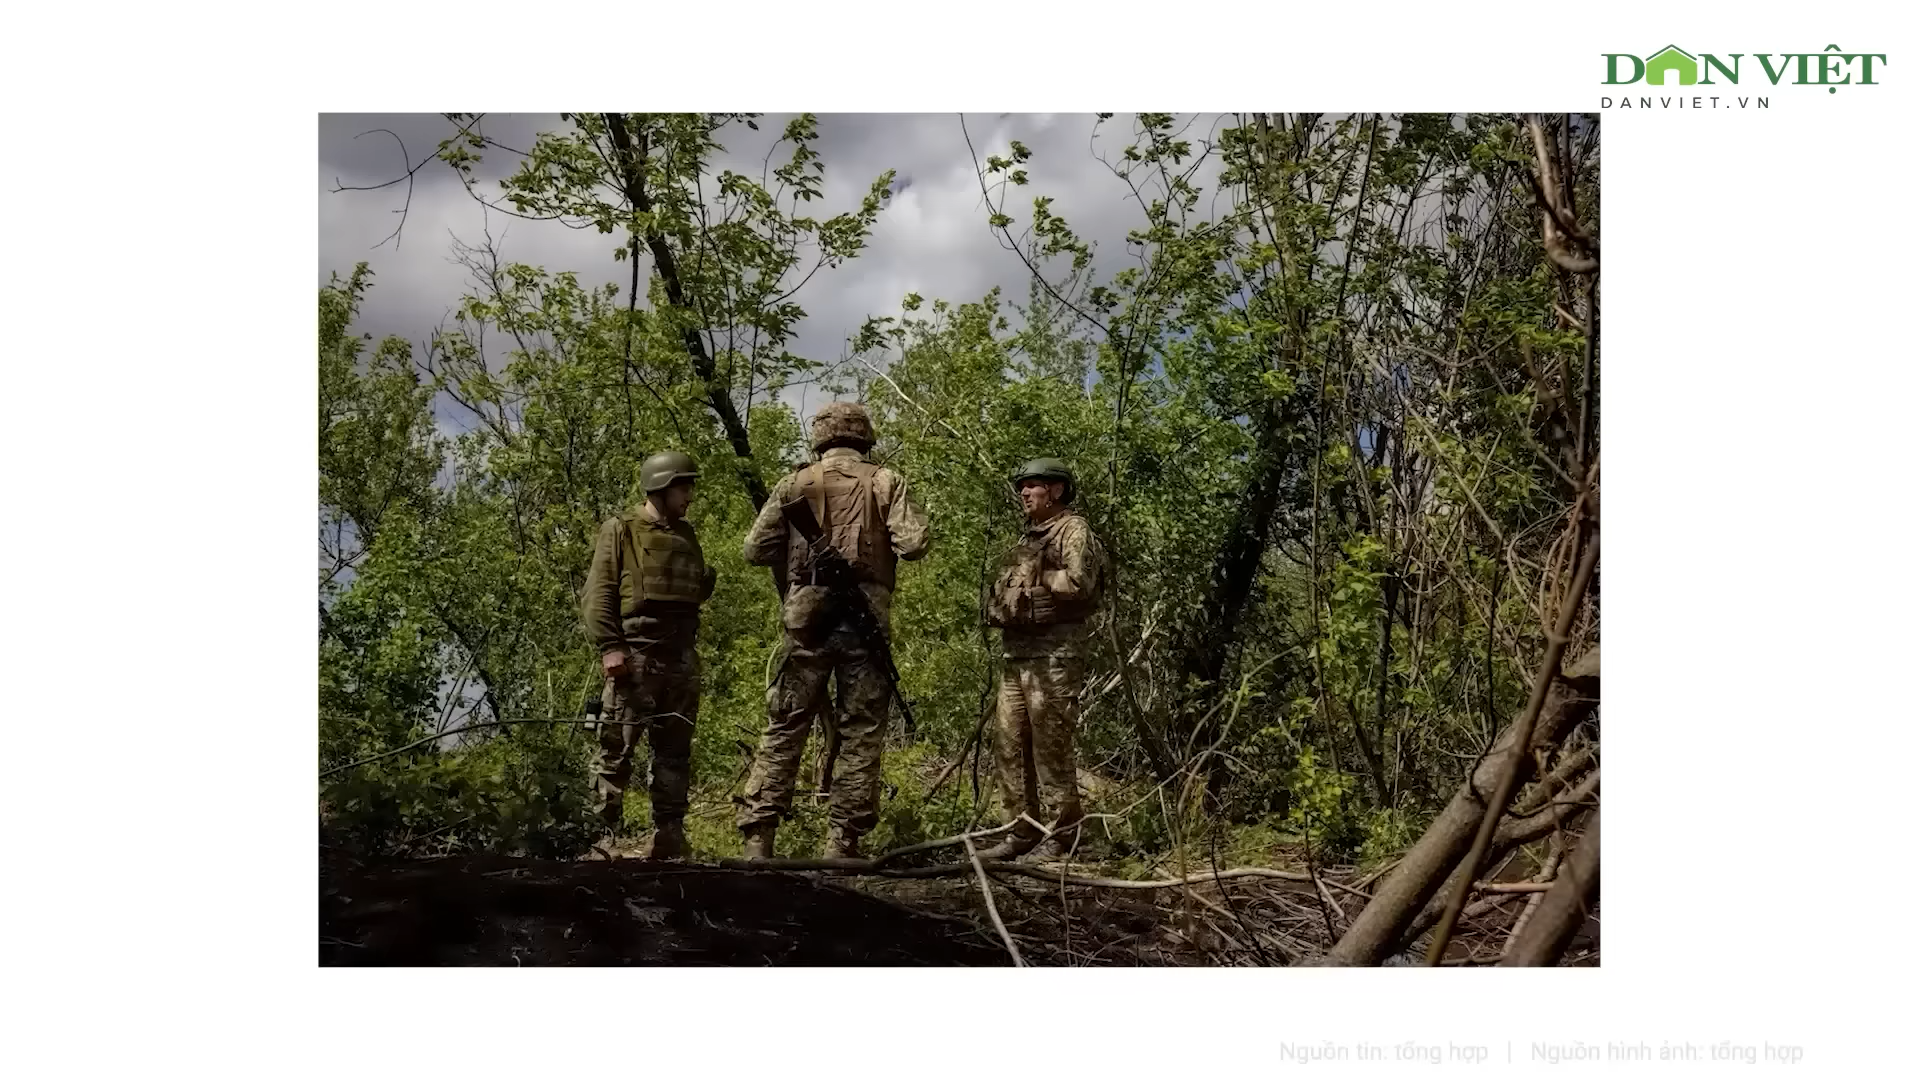 DÂN VIỆT
DANVIET.VN
Nguồn tin: tổng hợp | Nguồn hình ảnh: tổng hợp